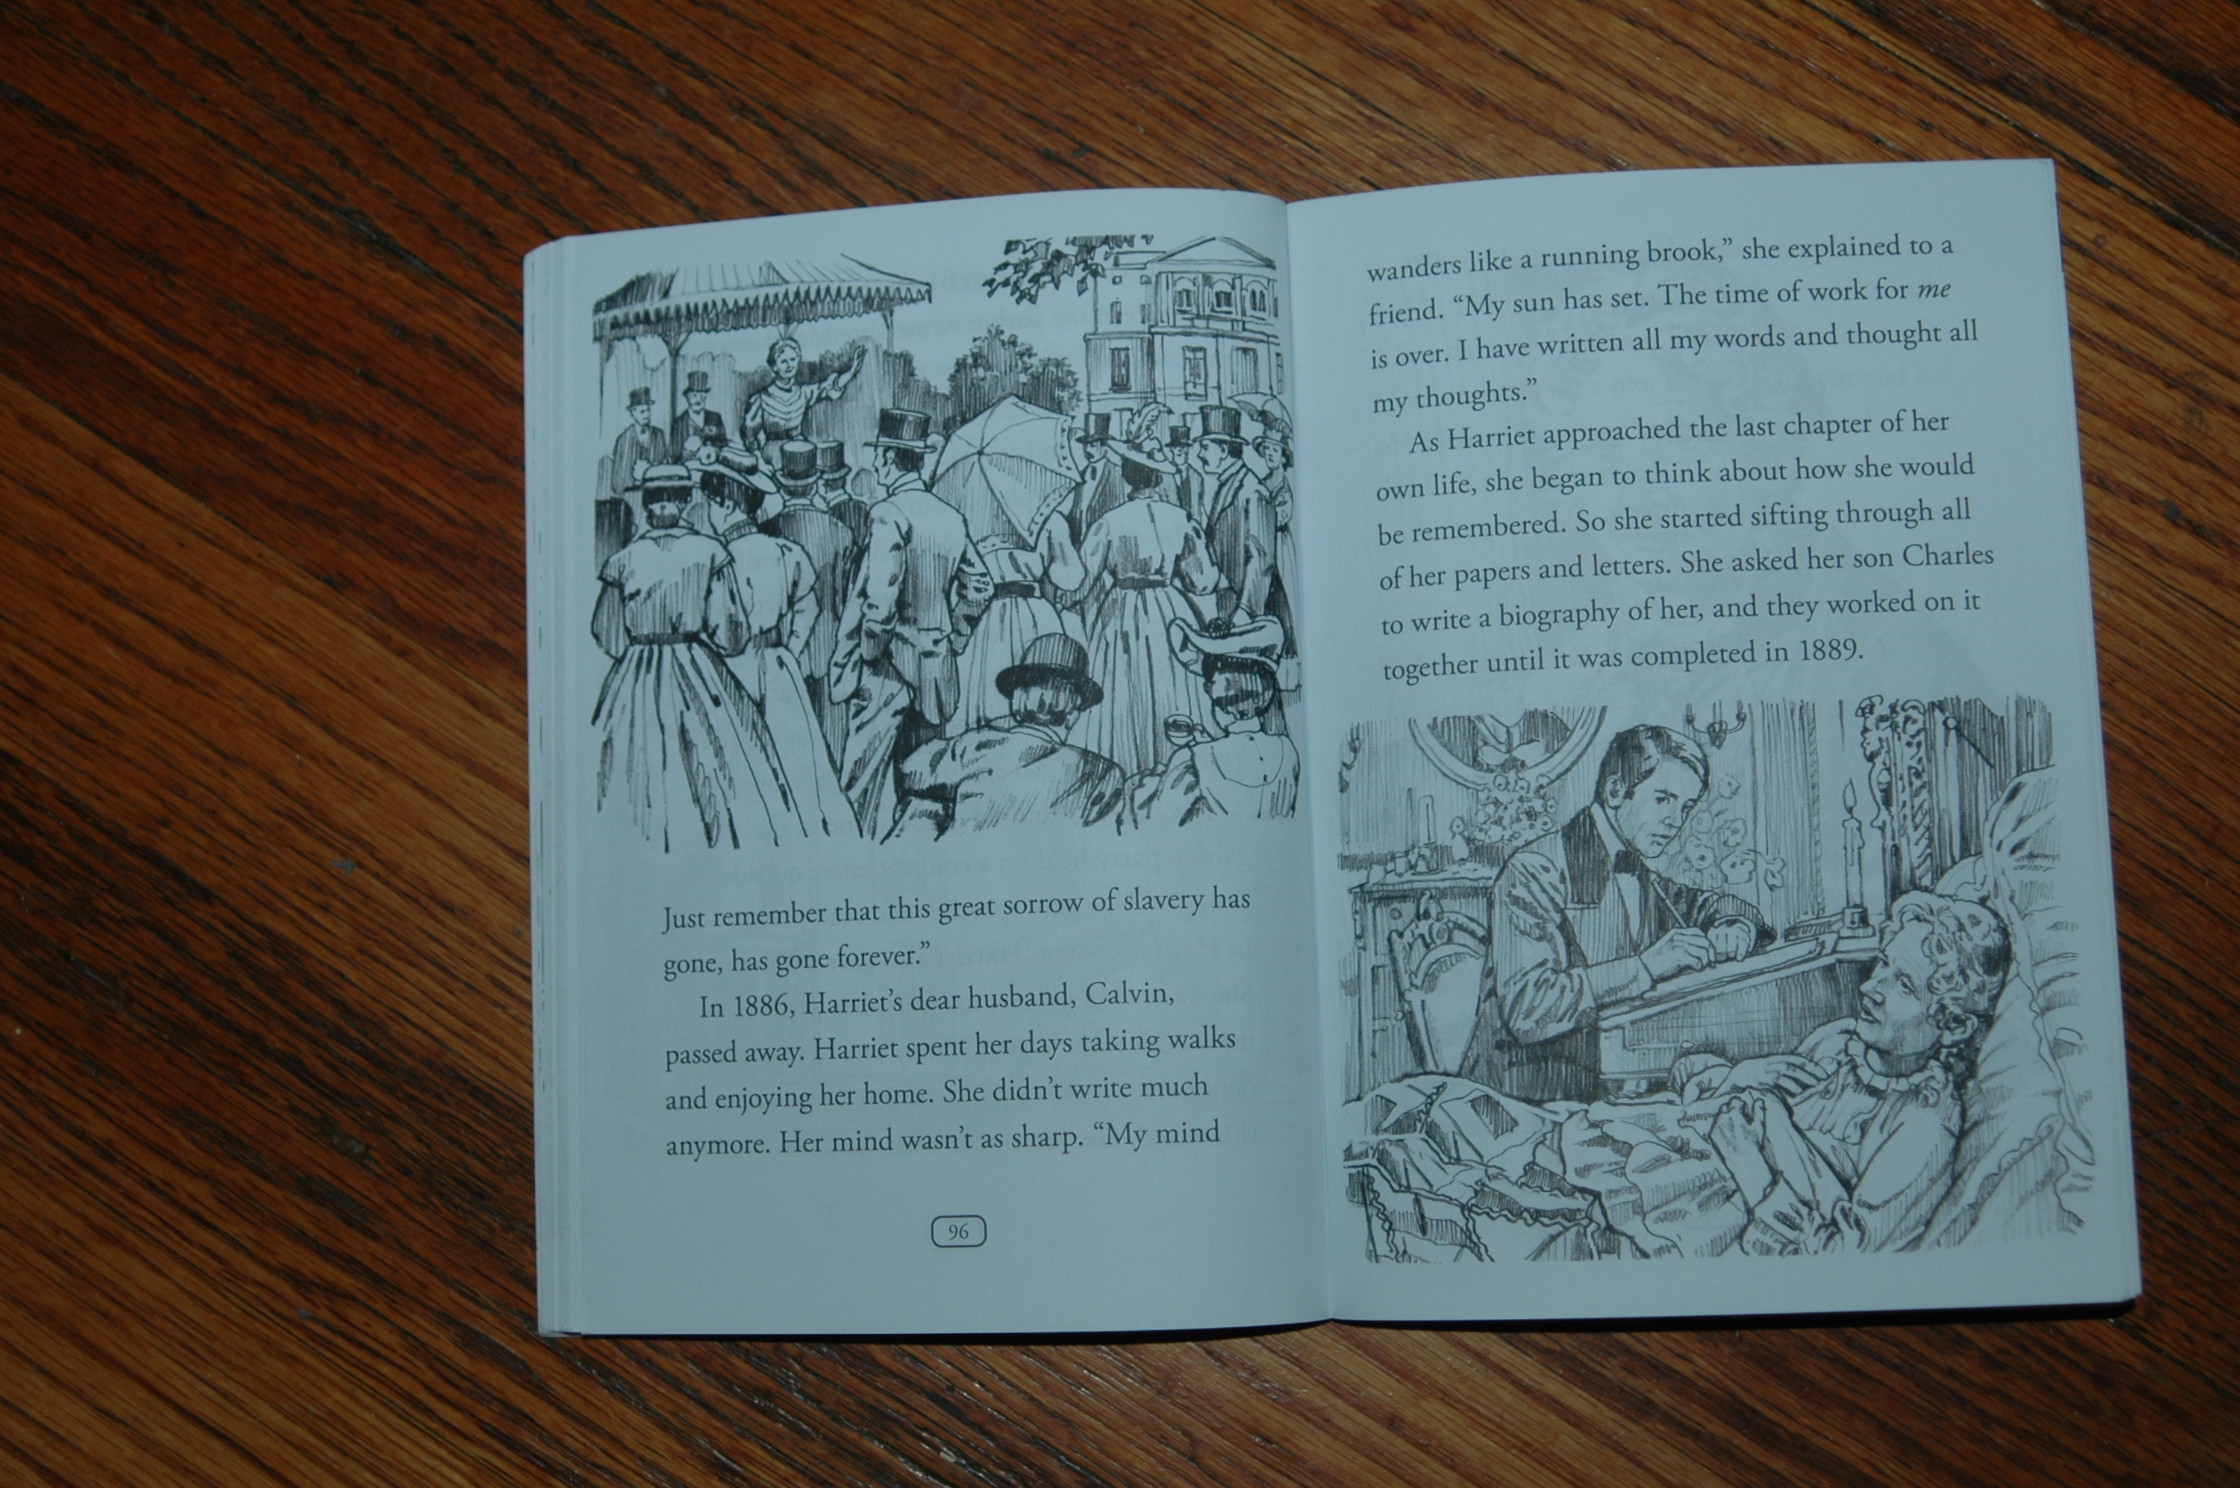 Just remember that this great sorrow of slavery has
gone, has gone forever.”
In 1886, Harriet’s dear husband, Calvin,
passed away. Harriet spent her days taking walks
and enjoying her home. She didn’t write much
anymore. Her mind wasn’t as sharp. “My mind
96
wanders like a running brook,” she explained to a
friend. “My sun has set. The time of work for me
is over. I have written all my words and thought all
my thoughts.”
As Harriet approached the last chapter of her
own life, she began to think about how she would
be remembered. So she started sifting through all
of her papers and letters. She asked her son Charles
to write a biography of her, and they worked on it
together until it was completed in 1889.